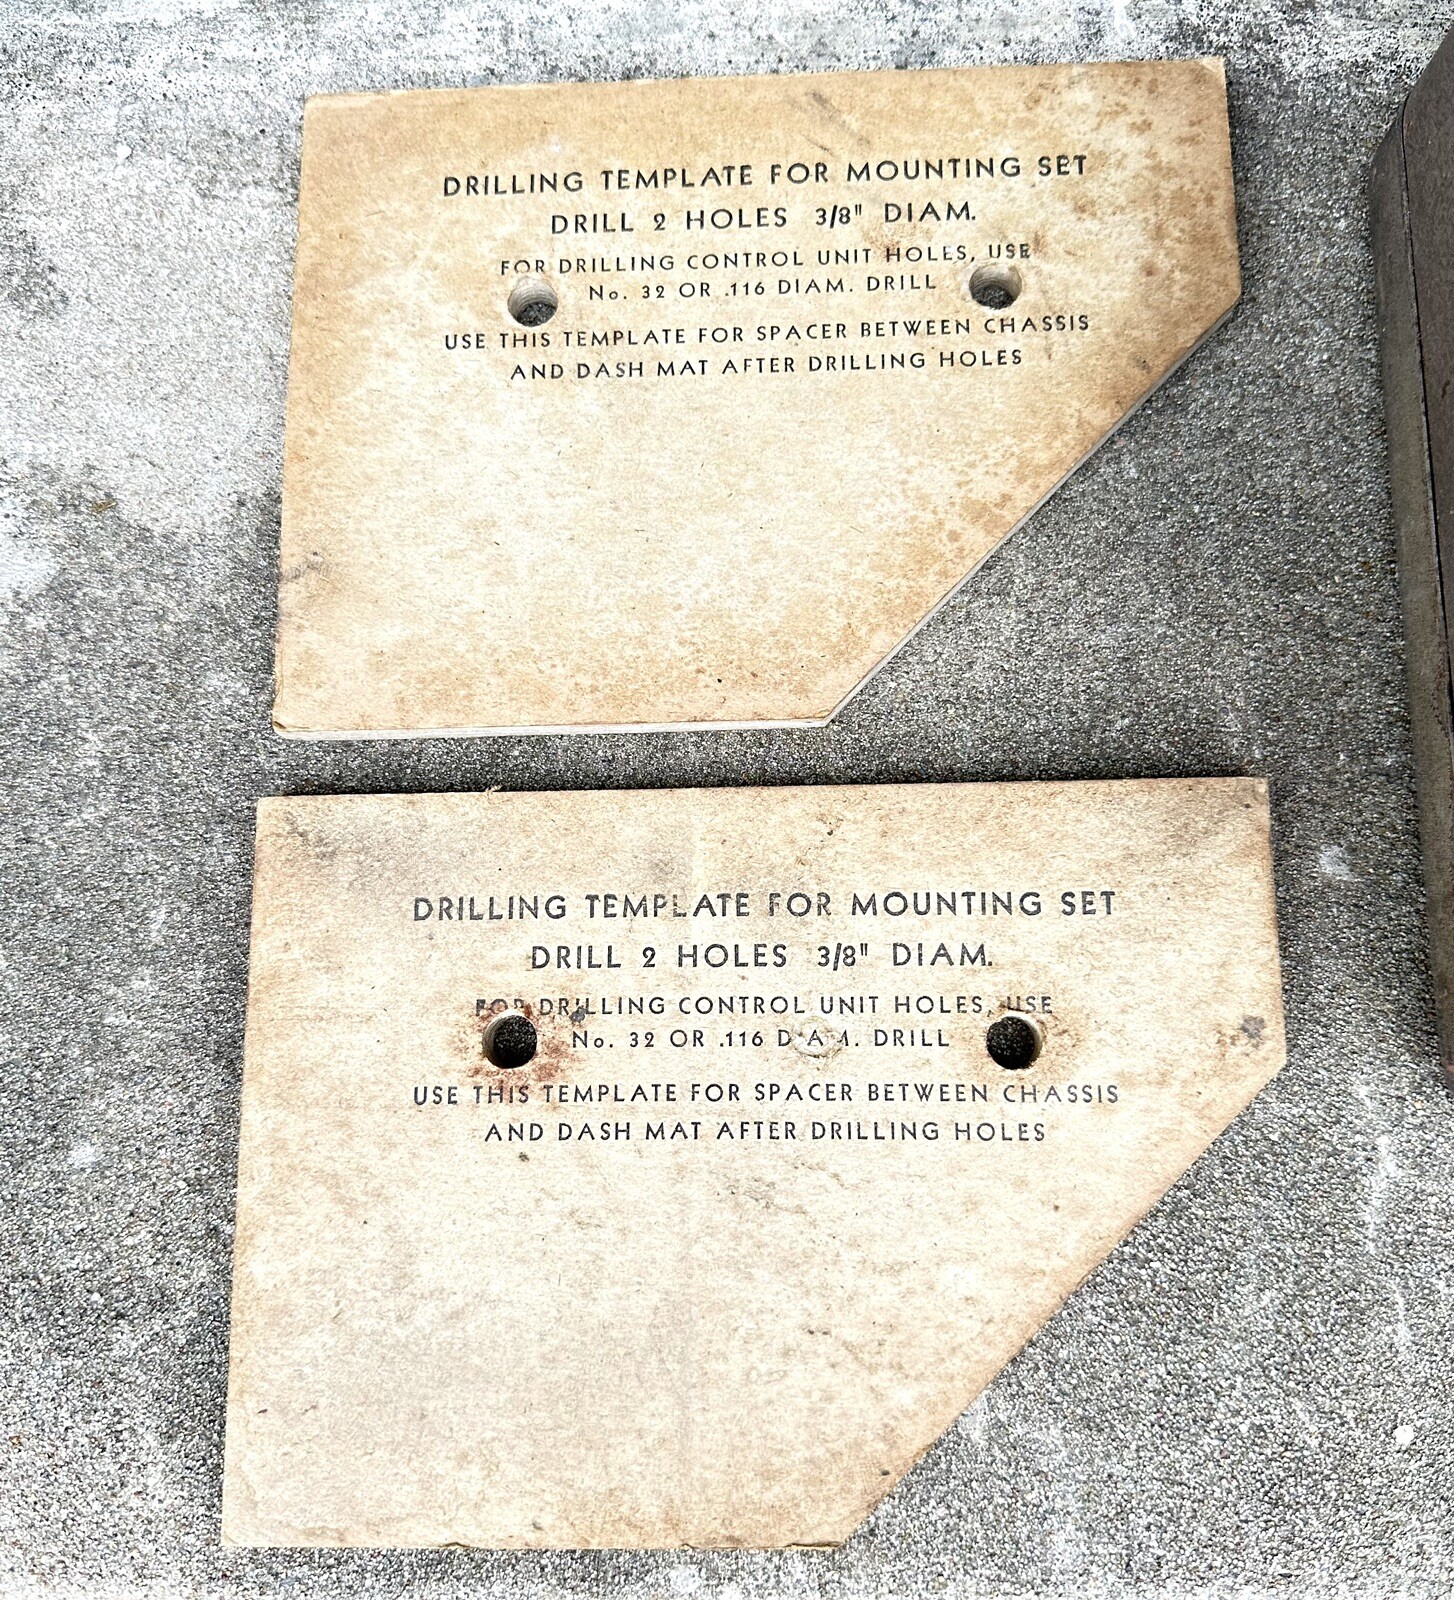 DRILLING TEMPLATE FOR MOUNTING SET
DRILL 2 HOLES 3/8" DIAM.
FOR DRILLING CONTROL UNIT HOLES, USE
No. 32 OR .116 DIAM. DRILL
USE THIS TEMPLATE FOR SPACER BETWEEN CHASSIS
AND DASH MAT AFTER DRILLING HOLES
DRILLING TEMPLATE FOR MOUNTING SET
DRILL 2 HOLES 3/8" DIAM.
FOR DRILLING CONTROL UNIT HOLES, USE
No. 32 OR .116 DIAM. DRILL
USE THIS TEMPLATE FOR SPACER BETWEEN CHASSIS
AND DASH MAT AFTER DRILLING HOLES